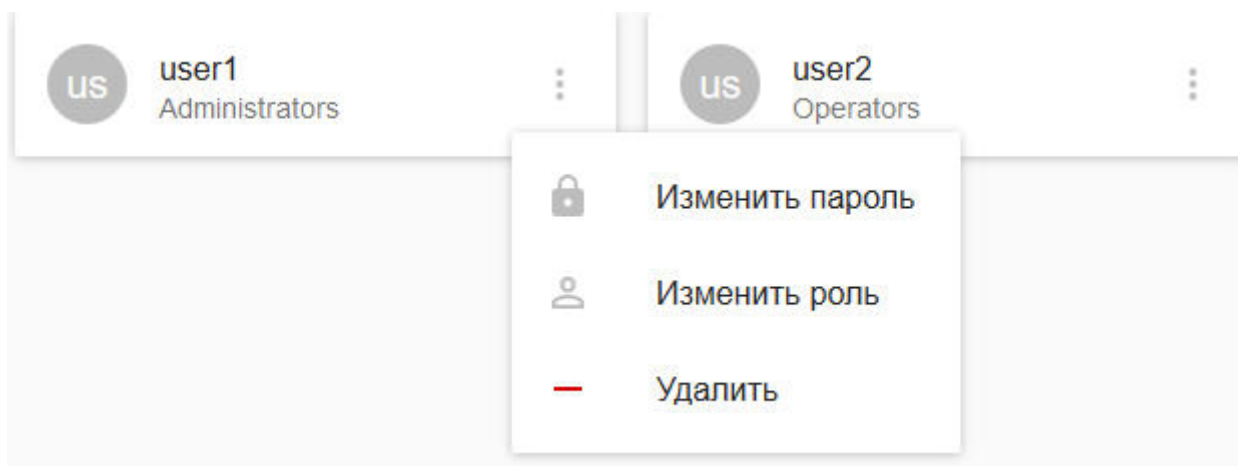 us
user1
Administrators
us
user2
Operators
Изменить пароль
Изменить роль
Удалить